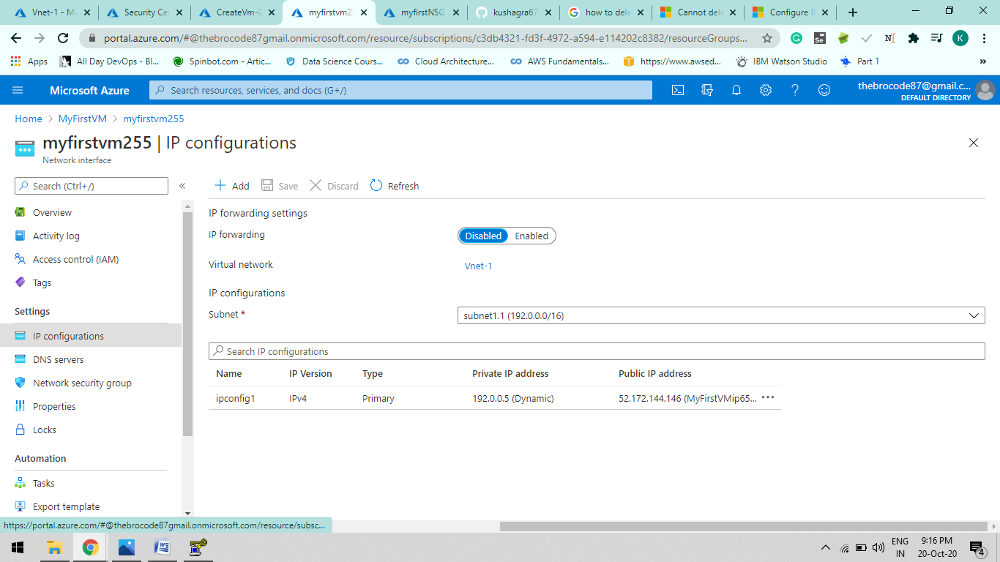 Vnet-1 - Mi
Security Cer
CreateVm-C
myfirstvm25
myfirstNSG
kushagra67
how to dele
Cannot dele
Configure IP
portal.azure.com/#@thebrocode87gmail.onmicrosoft.com/resource/subscriptions/c3db4321-fd3f-4972-a594-e114202c8382/resourceGroups...
Apps
All Day DevOps - Bl...
Spinbot.com - Artic...
Data Science Cours...
Cloud Architecture...
AWS Fundamentals...
https://www.awsed...
IBM Watson Studio
Part 1
Microsoft Azure
Search resources, services, and docs (G+/)
thebrocode87@gmail.c...
DEFAULT DIRECTORY
Home > MyFirstVM > myfirstvm255
myfirstvm255 | IP configurations
Network interface
Search (Ctrl+/)
Overview
Activity log
Access control (IAM)
Tags
Settings
IP configurations
DNS servers
Network security group
Properties
Locks
Automation
Tasks
Export template
Add Save Discard Refresh
IP forwarding settings
IP forwarding Disabled Enabled
Virtual network Vnet-1
IP configurations
Subnet * subnet1.1 (192.0.0.0/16)
Search IP configurations
Name IP Version Type Private IP address Public IP address
ipconfig1 IPv4 Primary 192.0.0.5 (Dynamic) 52.172.144.146 (MyFirstVMip65...
https://portal.azure.com/#@thebrocode87gmail.onmicrosoft.com/resource/subsc...
ENG
IN
9:16 PM
20-Oct-20
4